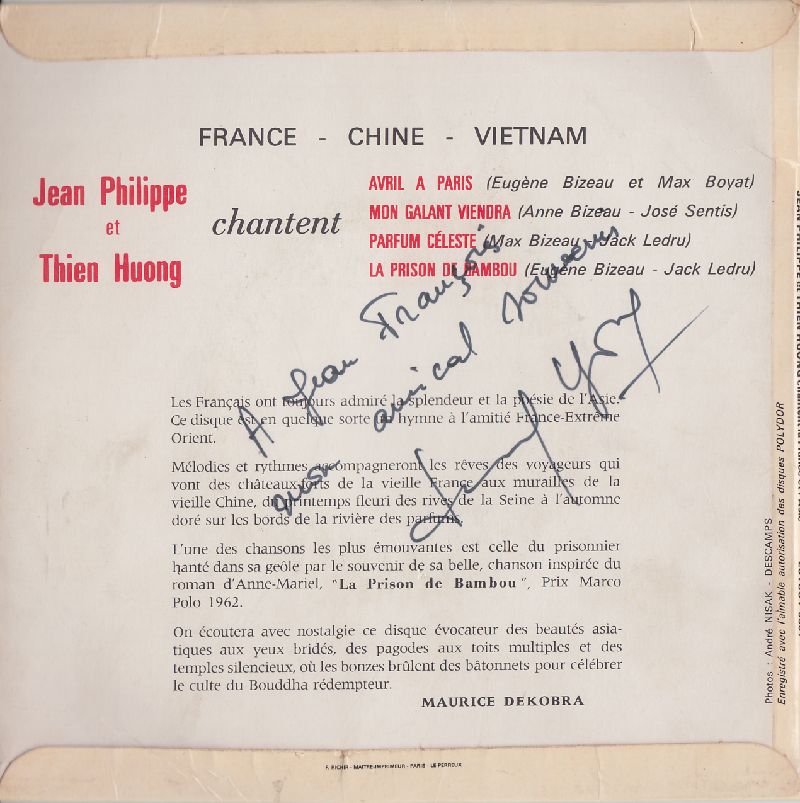 FRANCE - CHINE - VIETNAM
Jean Philippe
et
Thien Huong
chantent
AVRIL A PARIS (Eugène Bizeau et Max Boyat)
MON GALANT VIENDRA (Anne Bizeau - José Sentis)
PARFUM CÉLESTE (Max Bizeau - Jack Ledru)
LA PRISON DE BAMBOU (Eugène Bizeau - Jack Ledru)
A Jean François
mon amical souvenir
Les Français ont toujours admiré la splendeur et la poésie de l'Asie.
Ce disque est en quelque sorte un hymne à l'amitié France-Extrême
Orient.
Mélodies et rythmes accompagneront les rêves des voyageurs qui
vont des châteaux-forts de la vieille France aux murailles de la
vieille Chine, du printemps fleuri des rives de la Seine à l'automne
doré sur les bords de la rivière des parfums.
L'une des chansons les plus émouvantes est celle du prisonnier
hanté dans sa geôle par le souvenir de sa belle, chanson inspirée du
roman d'Anne-Mariel, "La Prison de Bambou", Prix Marco
Polo 1962.
On écoutera avec nostalgie ce disque évocateur des beautés asia-
tiques aux yeux bridés, des pagodes aux toits multiples et des
temples silencieux, où les bonzes brûlent des bâtonnets pour célébrer
le culte du Bouddha rédempteur.
MAURICE DEKOBRA
Photos : André NISAK - DESCAMPS
Enregistré avec l'aimable autorisation des disques POLYDOR
MAITRE-IMPRIMEUR - PARIS - LE PERREUX